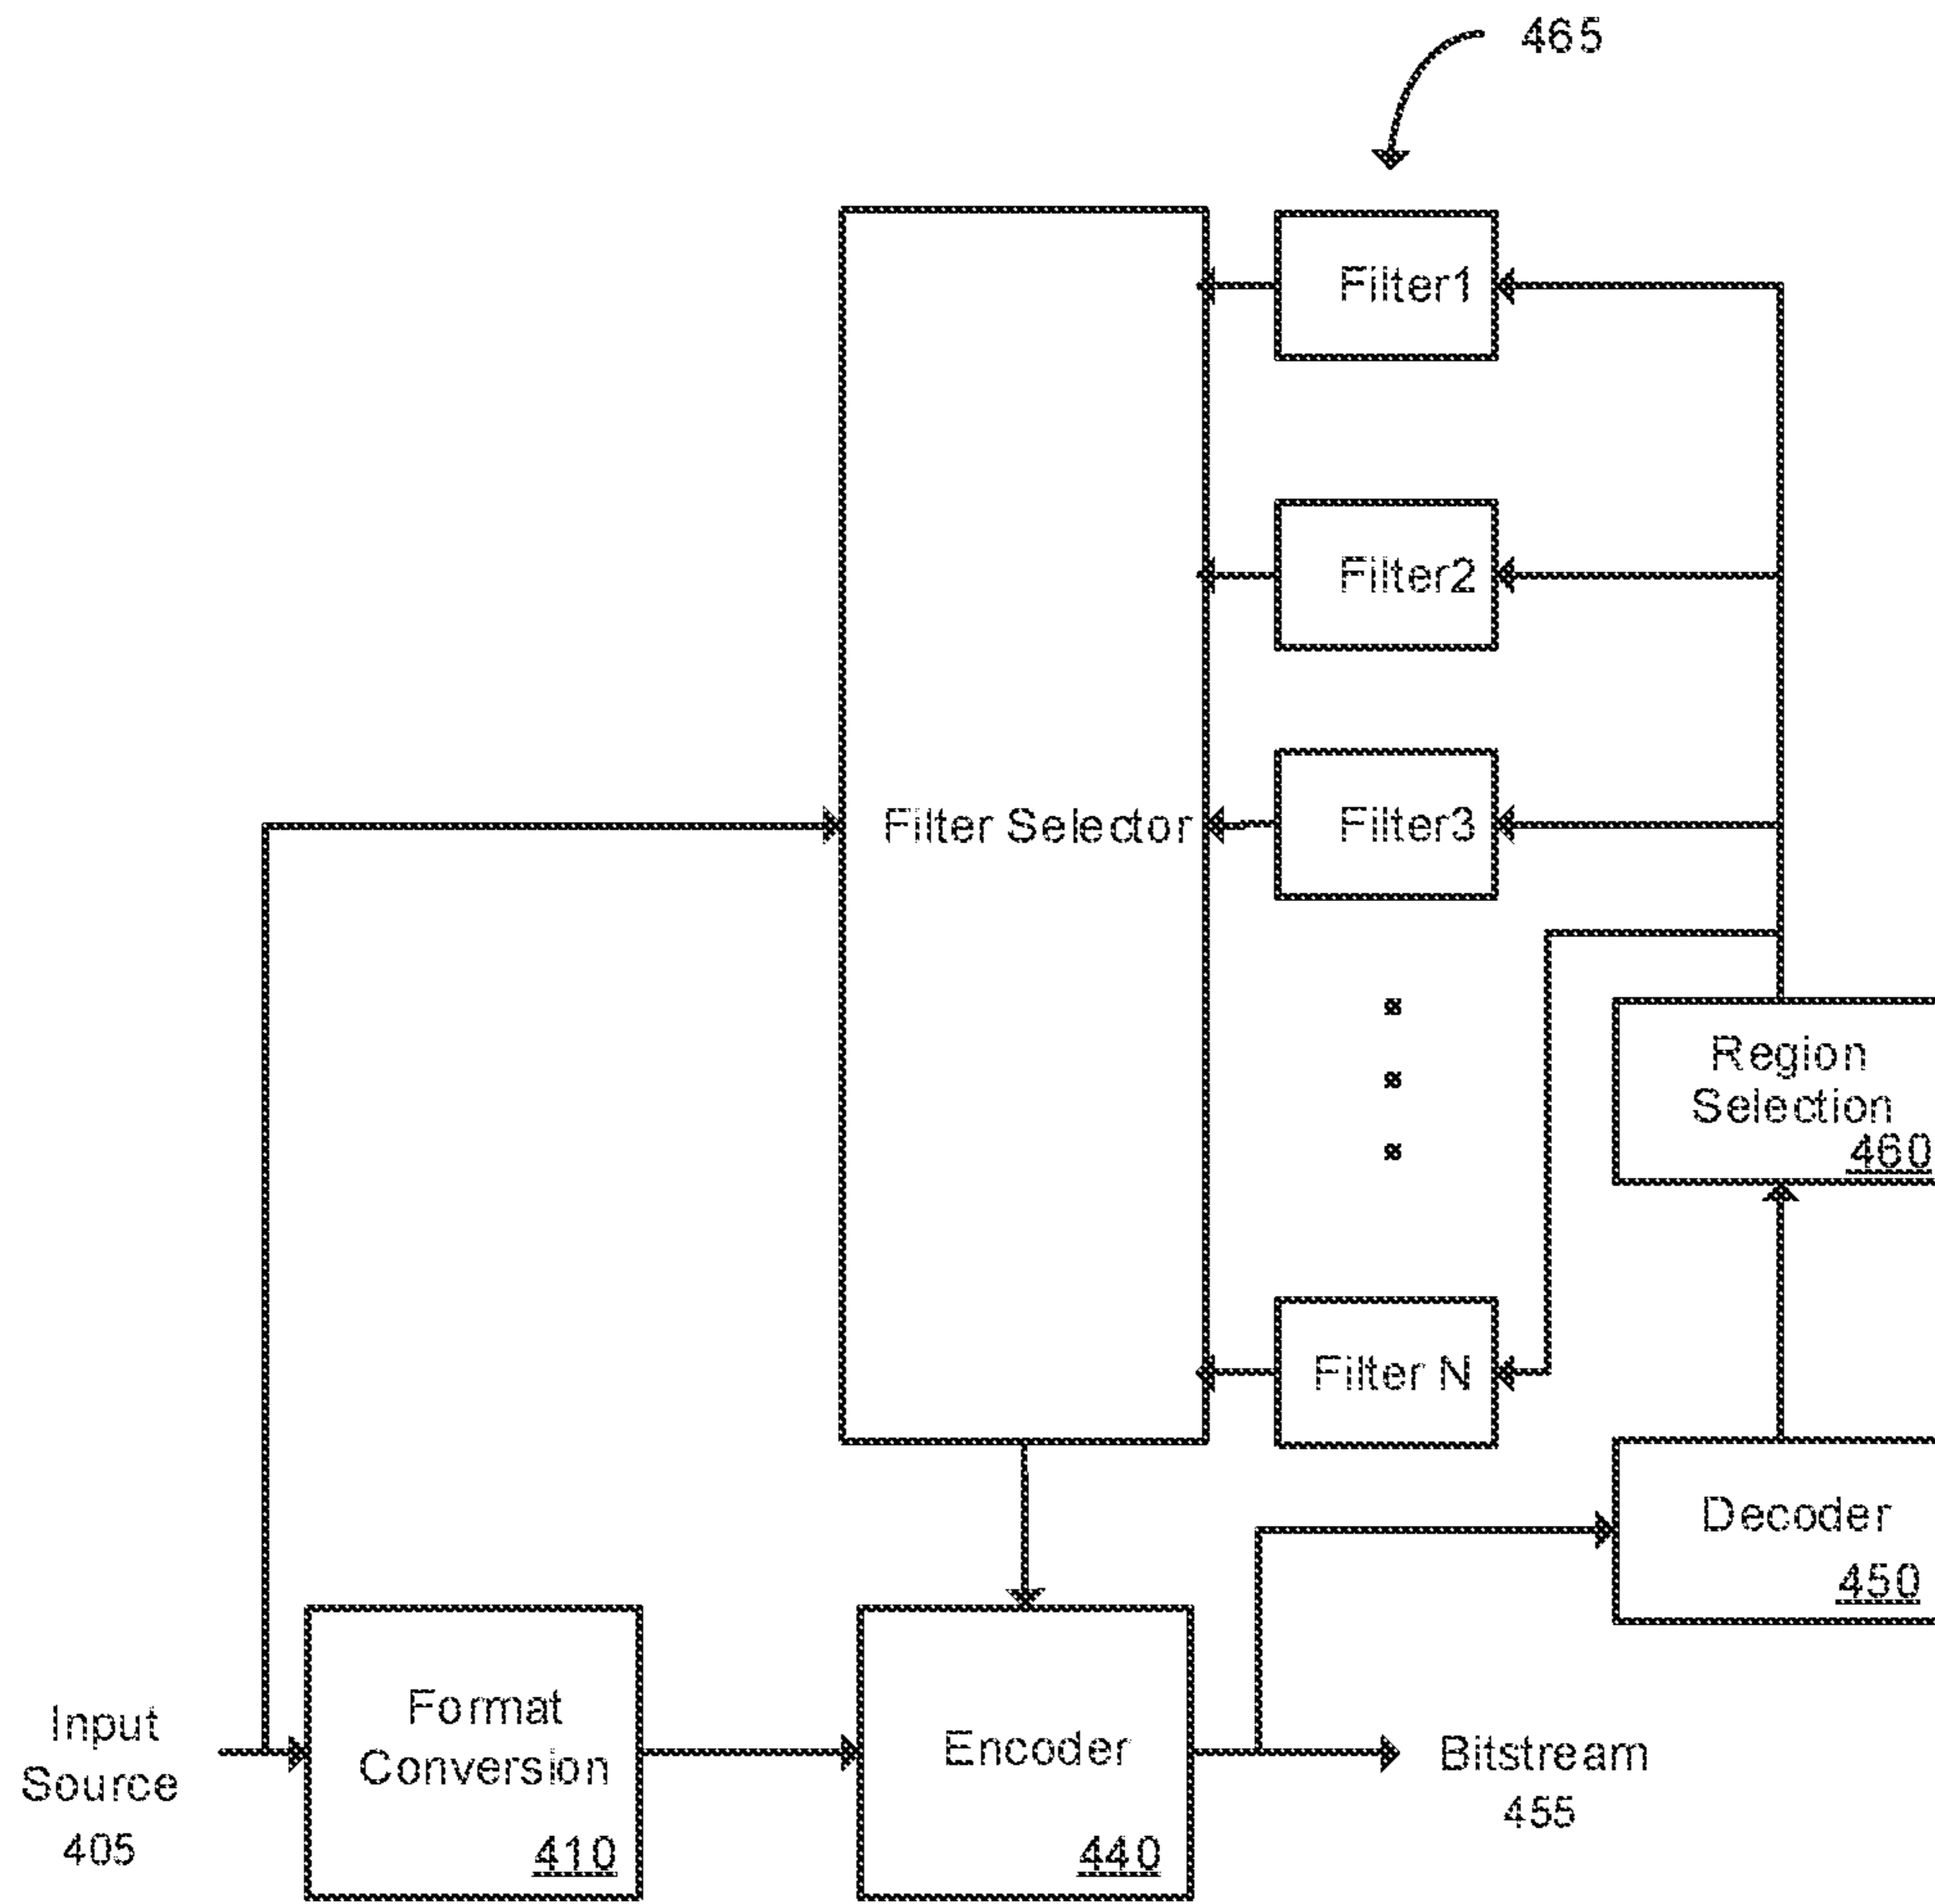 465
Filter1
Filter2
Filter Selector
Filter3
Region
Selection
460
Filter N
Decoder
450
Input
Source
405
Format
Conversion
410
Encoder
440
Bitstream
455